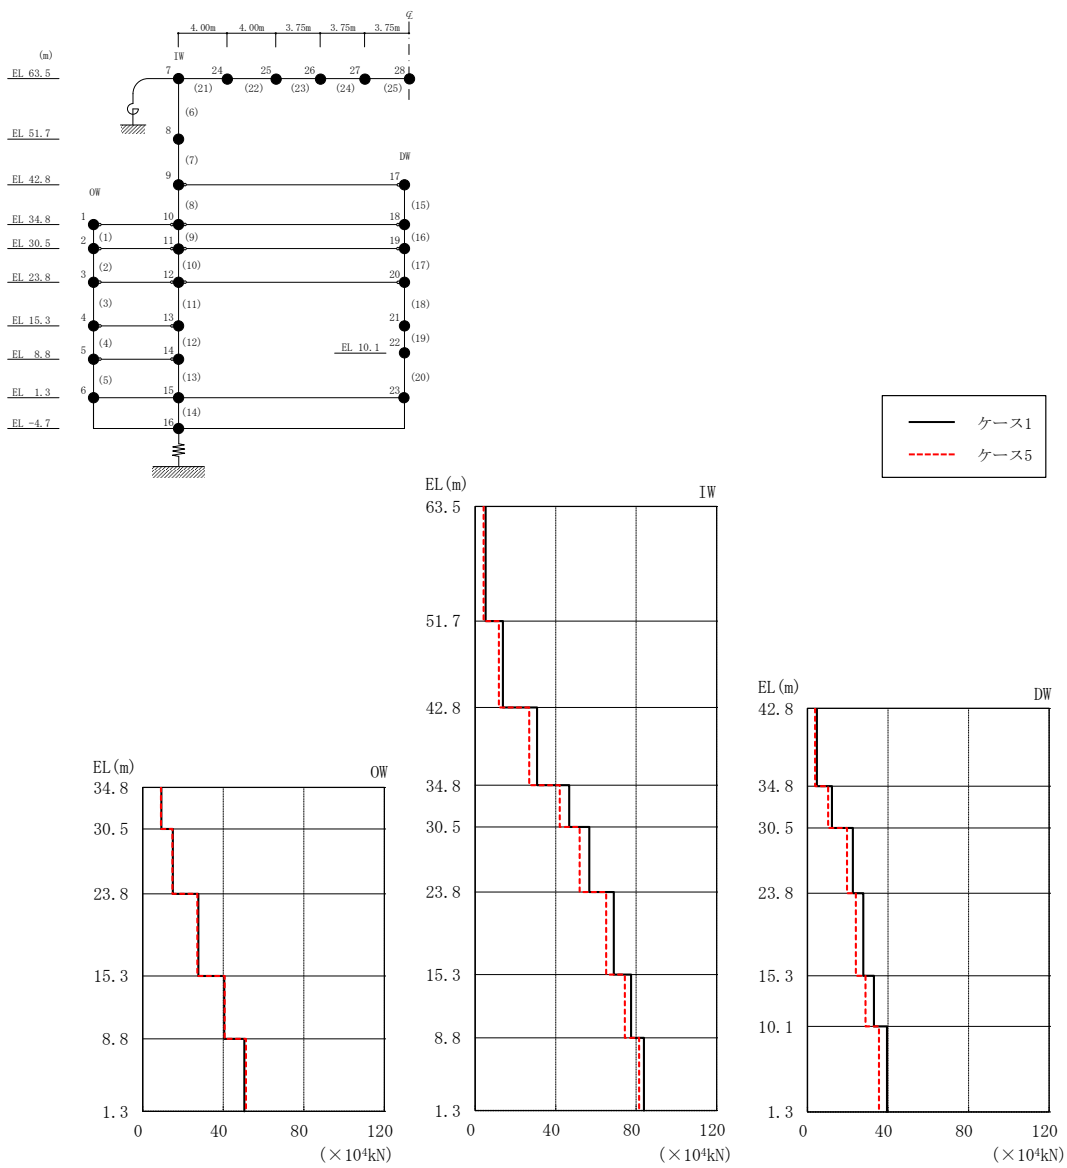 ℄
4.00m 4.00m 3.75m 3.75m 3.75m
(m)
IW
EL 63.5 7 24 25 26 27 28
(21) (22) (23) (24) (25)
(6)
EL 51.7 8
(7)
DW
EL 42.8 9 17
OW
(8) (15)
EL 34.8 1 10 18
(1) (9) (16)
EL 30.5 2 11 19
(2) (10) (17)
EL 23.8 3 12 20
(3) (11) (18)
EL 15.3 4 13 21
(4) (12) (19)
EL 10.1 22
EL 8.8 5 14
(5) (13) (20)
EL 1.3 6 15 23
(14)
EL -4.7 16
ケース1
ケース5
EL(m) IW
63.5
51.7
42.8
34.8
30.5
23.8
15.3
8.8
1.3
0 40 80 120
(×10⁴kN)
EL(m) OW
34.8
30.5
23.8
15.3
8.8
1.3
0 40 80 120
(×10⁴kN)
EL(m) DW
42.8
34.8
30.5
23.8
15.3
10.1
1.3
0 40 80 120
(×10⁴kN)